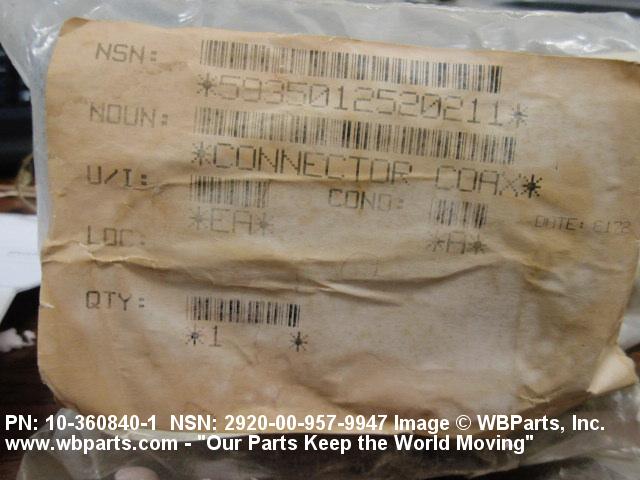 NSN:
*5935012520211*
NOUN:
*CONNECTOR COAX*
U/I:
*EA*
COND:
*A*
DATE:
LOC:
QTY:
*1 *
PN: 10-360840-1 NSN: 2920-00-957-9947 Image © WBParts, Inc.
www.wbparts.com - "Our Parts Keep the World Moving"